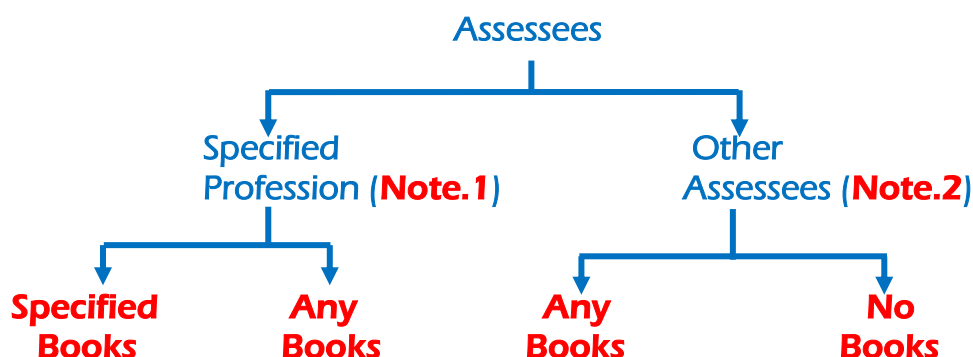 Assessees
Specified
Profession (Note.1)
Other
Assessees (Note.2)
Specified
Books
Any
Books
Any
Books
No
Books